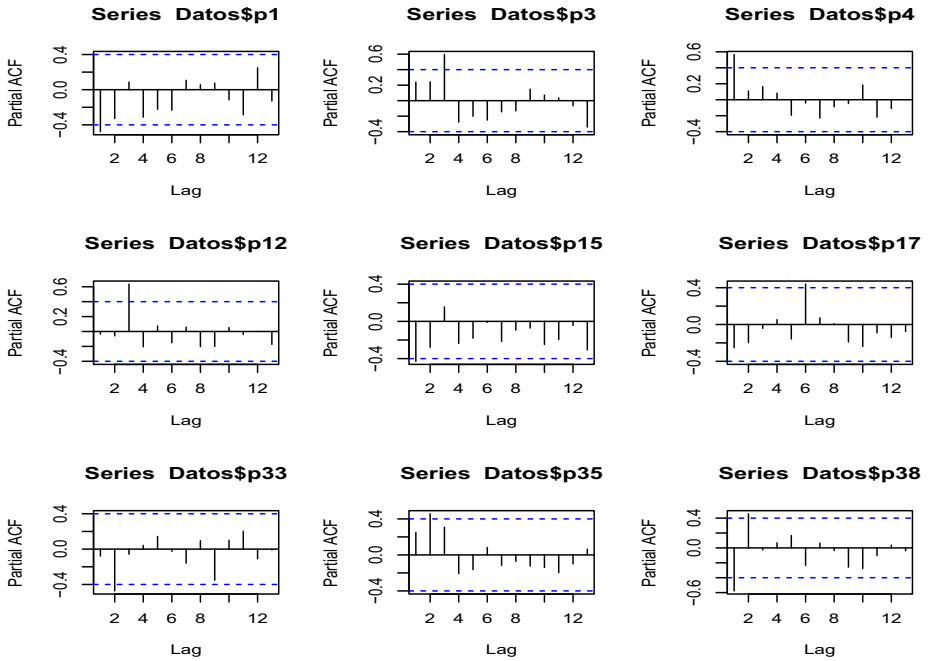 Series Datos$p1
Partial ACF
0.4
0.0
−0.4
2 4 6 8 12
Lag
Series Datos$p3
Partial ACF
0.6
0.2
−0.4
2 4 6 8 12
Lag
Series Datos$p4
Partial ACF
0.6
0.2
−0.4
2 4 6 8 12
Lag
Series Datos$p12
Partial ACF
0.6
0.2
−0.4
2 4 6 8 12
Lag
Series Datos$p15
Partial ACF
0.4
0.0
−0.4
2 4 6 8 12
Lag
Series Datos$p17
Partial ACF
0.4
0.0
−0.4
2 4 6 8 12
Lag
Series Datos$p33
Partial ACF
0.4
0.0
−0.4
2 4 6 8 12
Lag
Series Datos$p35
Partial ACF
0.4
0.0
−0.4
2 4 6 8 12
Lag
Series Datos$p38
Partial ACF
0.4
0.0
−0.6
2 4 6 8 12
Lag